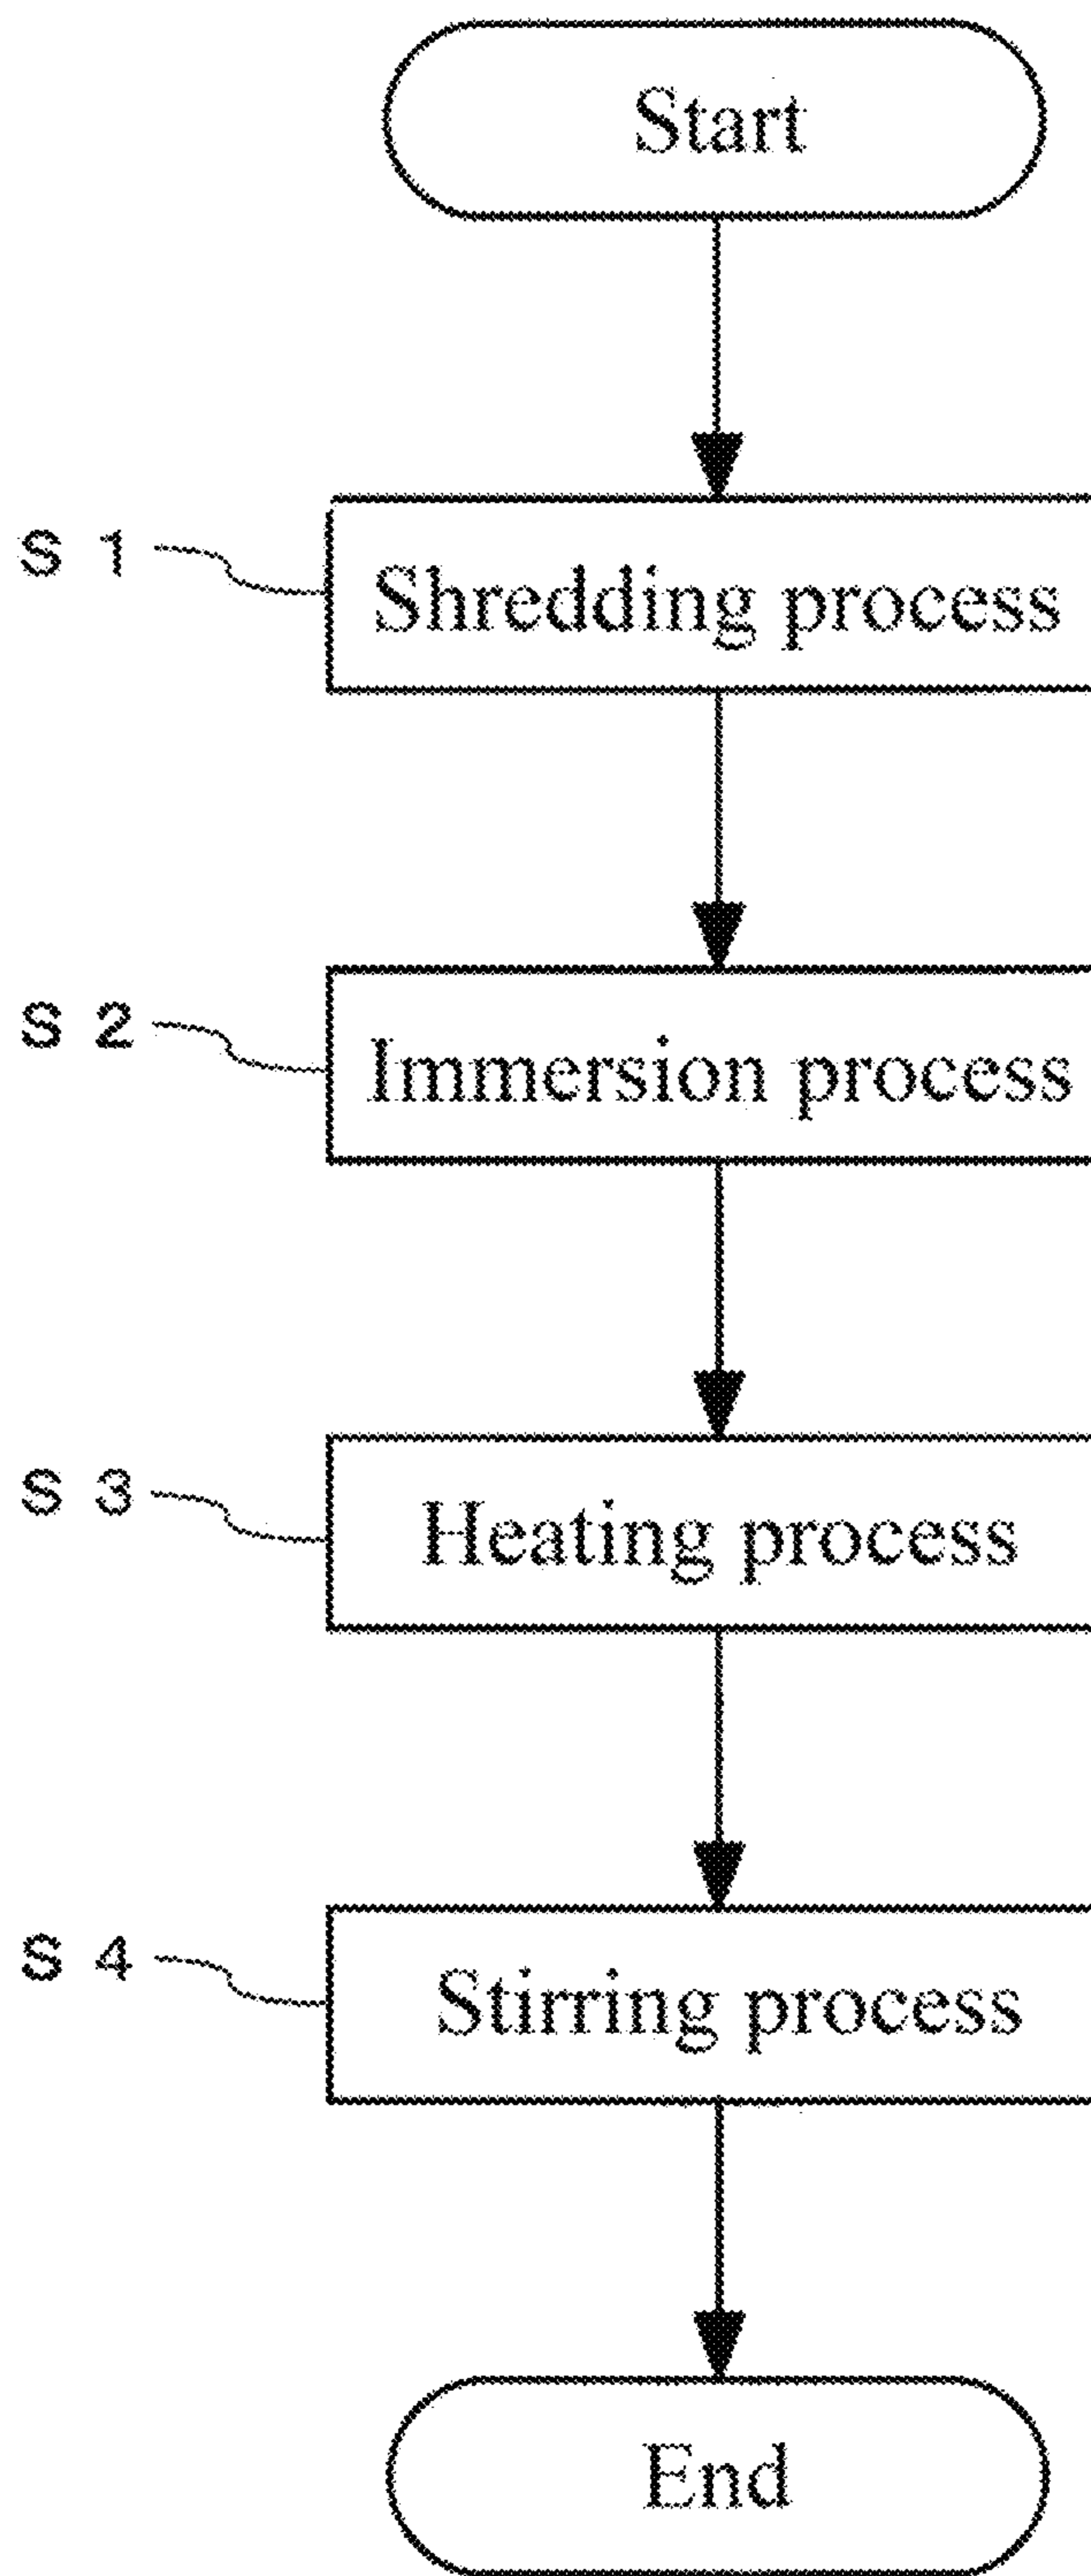 Start
S 1
Shredding process
S 2
Immersion process
S 3
Heating process
S 4
Stirring process
End